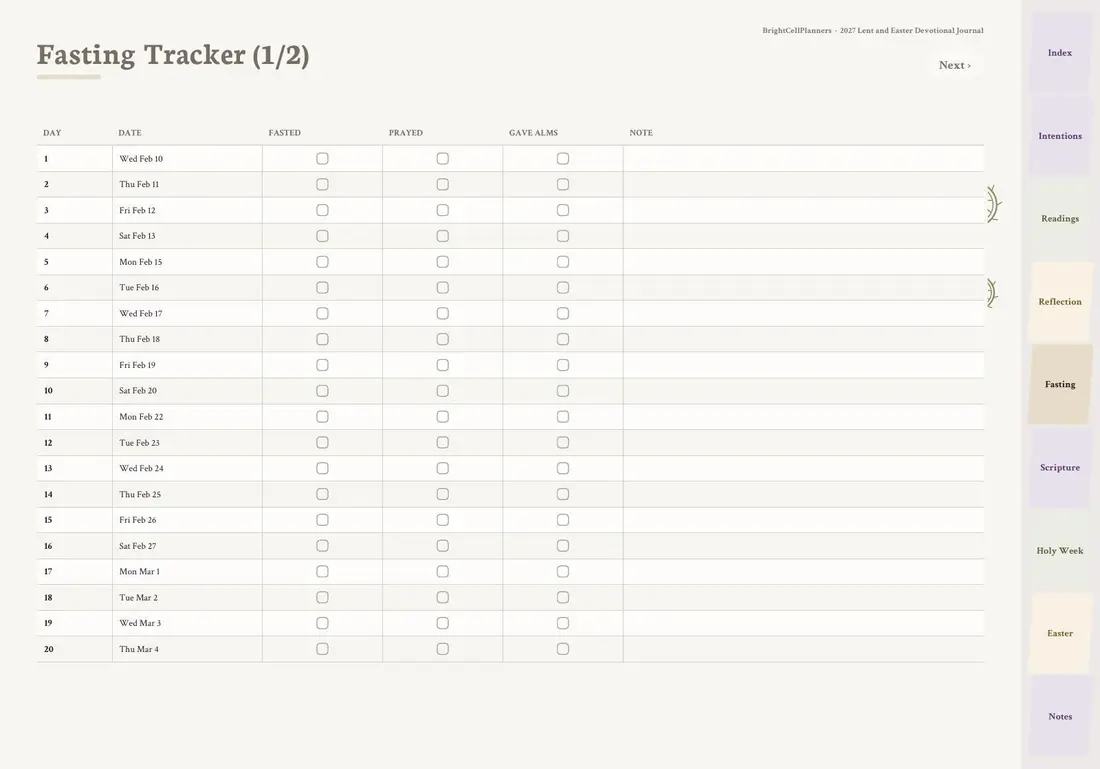 BrightCellPlanners · 2027 Lent and Easter Devotional Journal
Fasting Tracker (1/2)
Next ›
DAY DATE FASTED PRAYED GAVE ALMS NOTE
1 Wed Feb 10
2 Thu Feb 11
3 Fri Feb 12
4 Sat Feb 13
5 Mon Feb 15
6 Tue Feb 16
7 Wed Feb 17
8 Thu Feb 18
9 Fri Feb 19
10 Sat Feb 20
11 Mon Feb 22
12 Tue Feb 23
13 Wed Feb 24
14 Thu Feb 25
15 Fri Feb 26
16 Sat Feb 27
17 Mon Mar 1
18 Tue Mar 2
19 Wed Mar 3
20 Thu Mar 4
Index
Intentions
Readings
Reflection
Fasting
Scripture
Holy Week
Easter
Notes